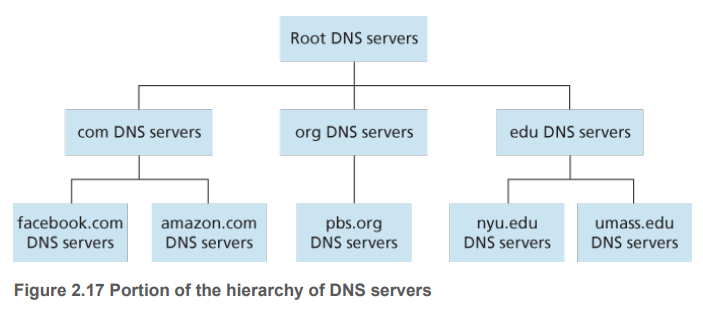 Root DNS servers
com DNS servers
org DNS servers
edu DNS servers
facebook.com
DNS servers
amazon.com
DNS servers
pbs.org
DNS servers
nyu.edu
DNS servers
umass.edu
DNS servers
Figure 2.17 Portion of the hierarchy of DNS servers